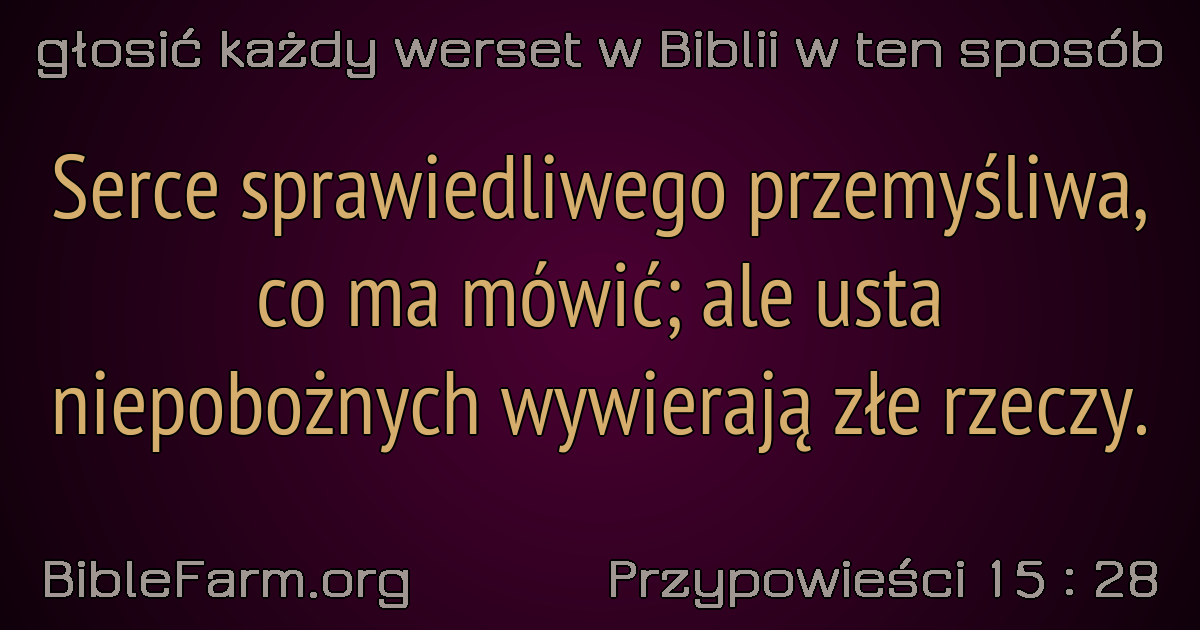 głosić każdy werset w Biblii w ten sposób
Serce sprawiedliwego przemyśliwa,
co ma mówić; ale usta
niepobożnych wywierają złe rzeczy.
BibleFarm.org
Przypowieści 15 : 28